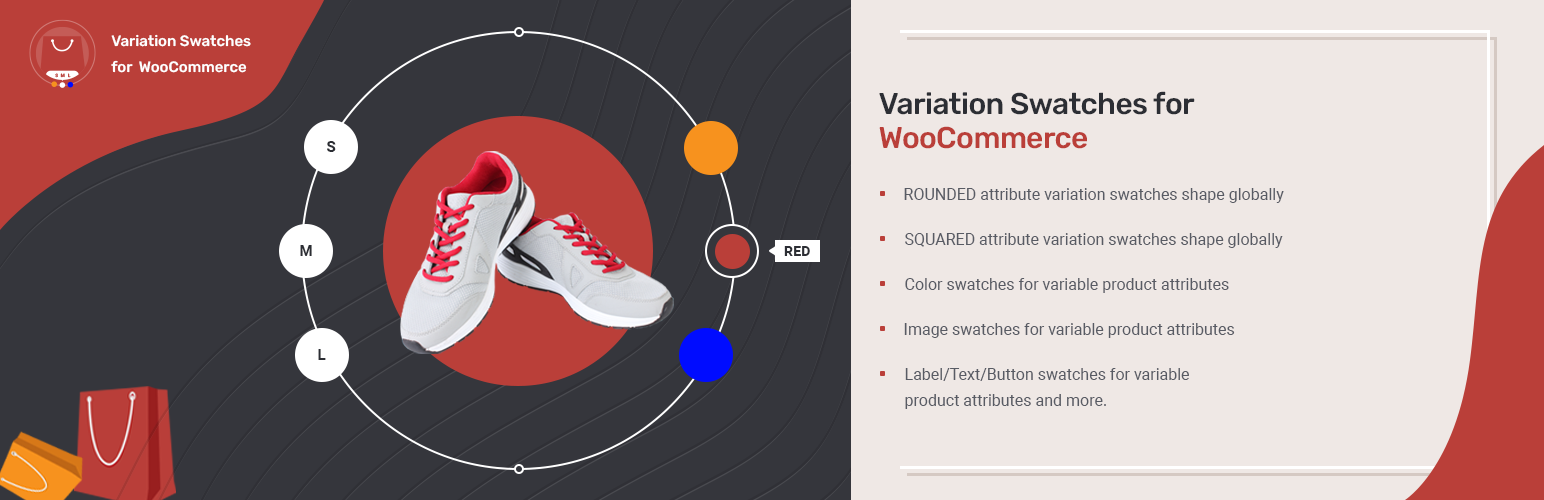 Variation Swatches
for WooCommerce
S M L
S
M
L
RED
Variation Swatches for
WooCommerce
ROUNDED attribute variation swatches shape globally
SQUARED attribute variation swatches shape globally
Color swatches for variable product attributes
Image swatches for variable product attributes
Label/Text/Button swatches for variable
product attributes and more.